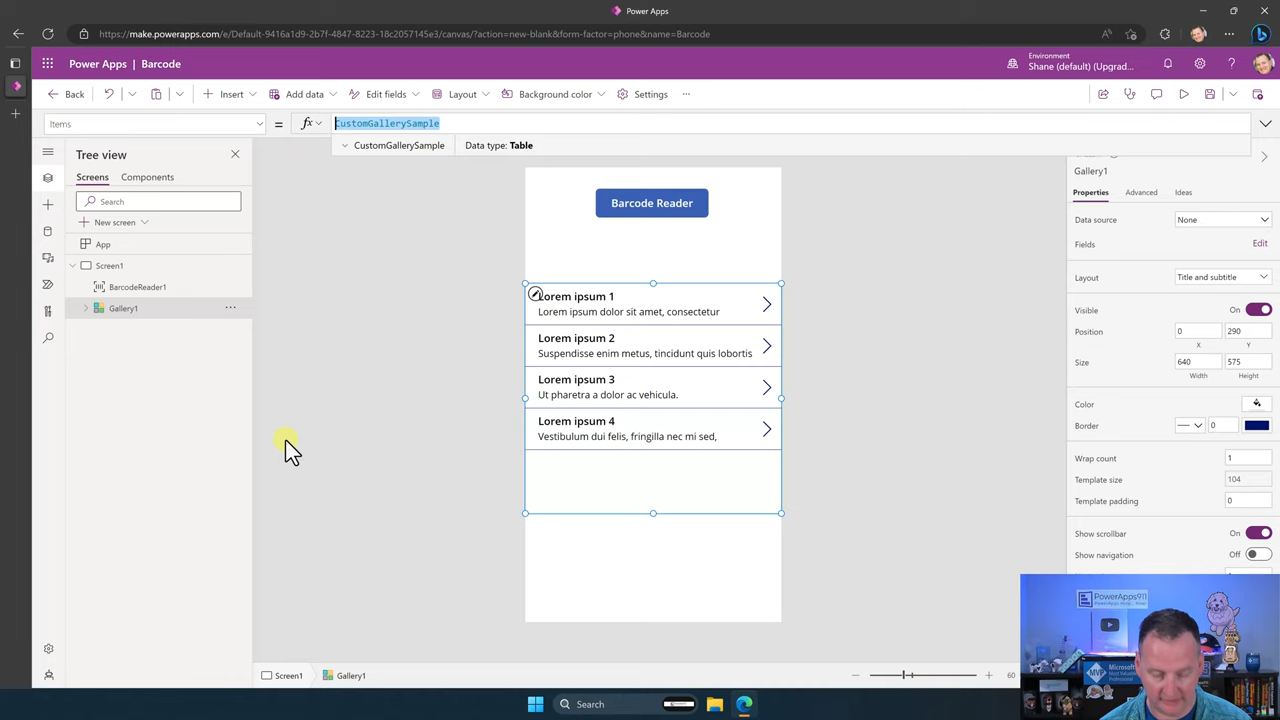 Power Apps
https://make.powerapps.com/e/Default-9416a1d9-2b7f-4847-8223-18c2057145e3/canvas/?action=new-blank&form-factor=phone&name=Barcode
Power Apps | Barcode
Environment
Shane (default) (Upgrad...
Back
Insert
Add data
Edit fields
Layout
Background color
Settings
Items
=
fx
CustomGallerySample
CustomGallerySample
Data type: Table
Tree view
Screens
Components
Search
New screen
App
Screen1
BarcodeReader1
Gallery1
Barcode Reader
Lorem ipsum 1
Lorem ipsum dolor sit amet, consectetur
Lorem ipsum 2
Suspendisse enim metus, tincidunt quis lobortis
Lorem ipsum 3
Ut pharetra a dolor ac vehicula.
Lorem ipsum 4
Vestibulum dui felis, fringilla nec mi sed,
Gallery1
Properties
Advanced
Ideas
Data source
None
Fields
Edit
Layout
Title and subtitle
Visible
On
Position
0
290
X
Y
Size
640
575
Width
Height
Color
Border
0
Wrap count
1
Template size
104
Template padding
0
Show scrollbar
On
Show navigation
Off
Screen1
Gallery1
60
PowerApps911
Microsoft
MVP
Search